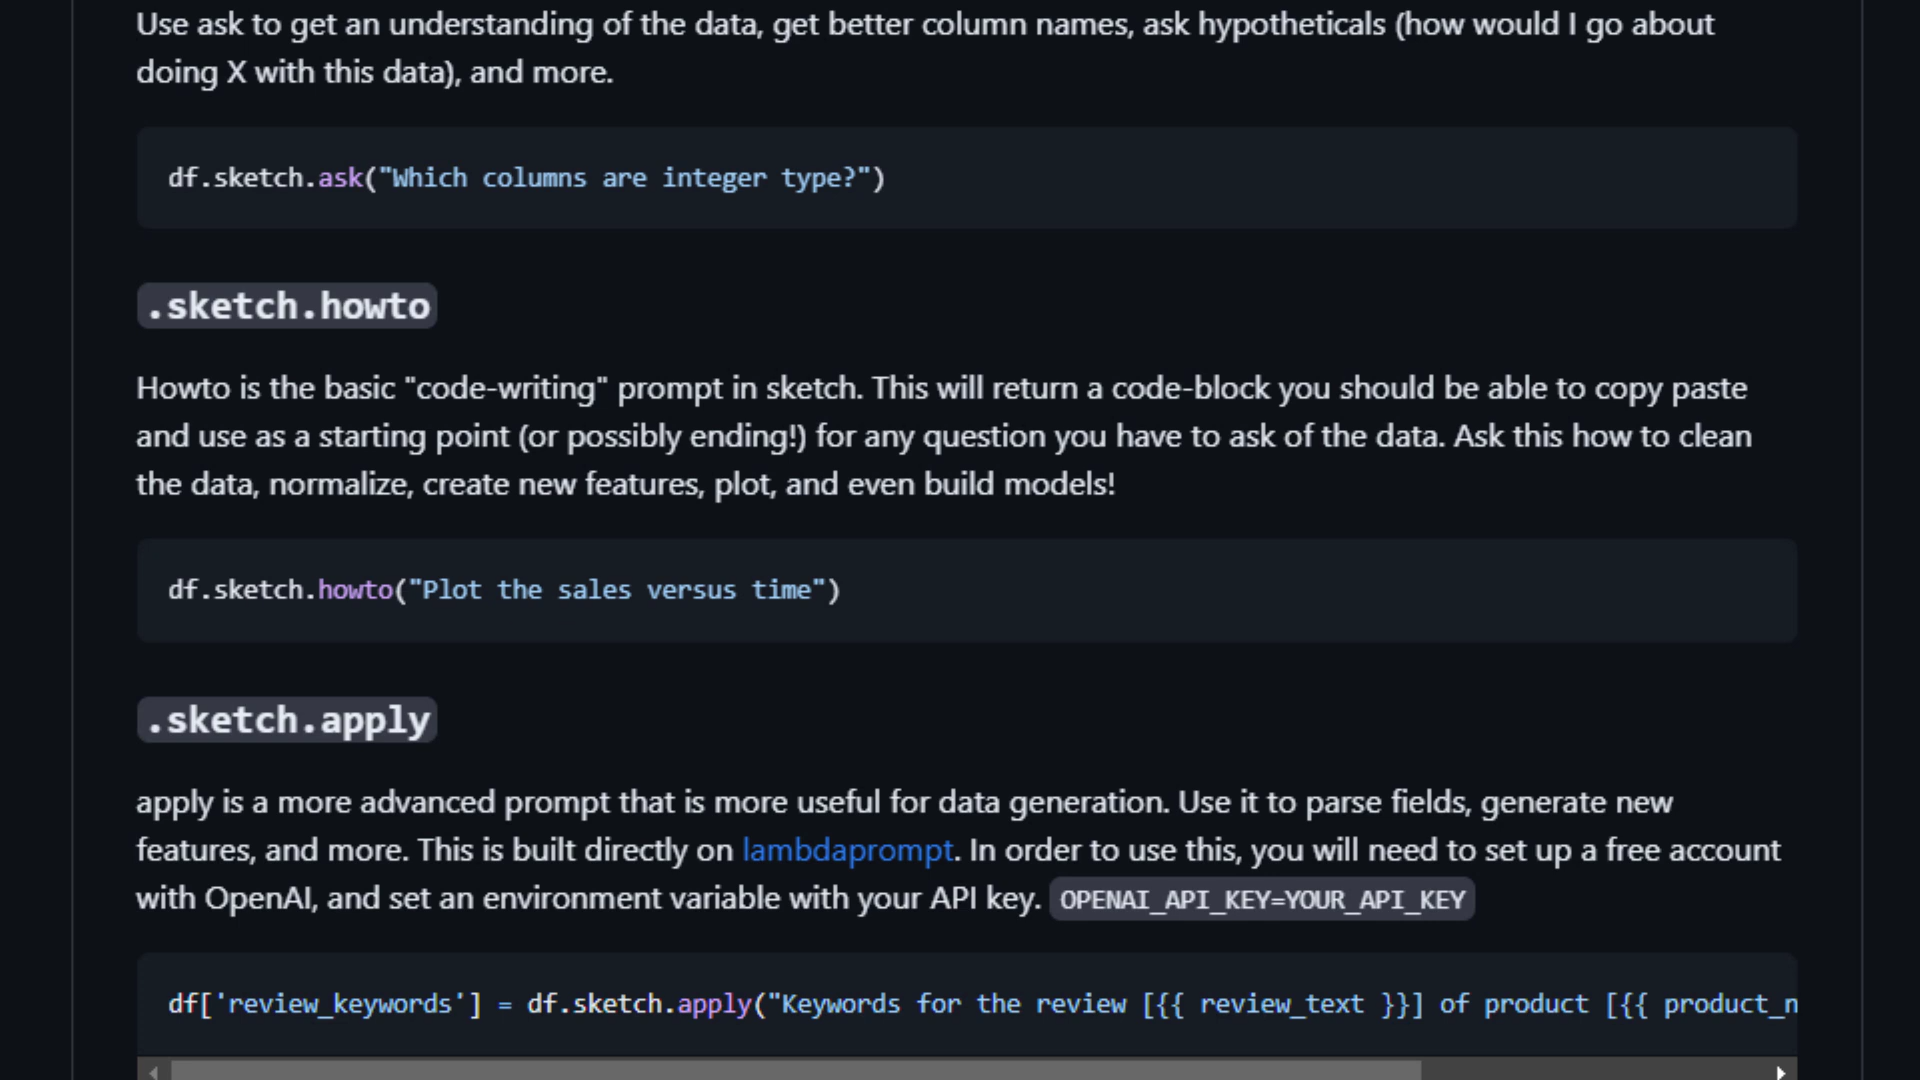 Use ask to get an understanding of the data, get better column names, ask hypotheticals (how would I go about
doing X with this data), and more.
df.sketch.ask("Which columns are integer type?")
.sketch.howto
Howto is the basic "code-writing" prompt in sketch. This will return a code-block you should be able to copy paste
and use as a starting point (or possibly ending!) for any question you have to ask of the data. Ask this how to clean
the data, normalize, create new features, plot, and even build models!
df.sketch.howto("Plot the sales versus time")
.sketch.apply
apply is a more advanced prompt that is more useful for data generation. Use it to parse fields, generate new
features, and more. This is built directly on lambdaprompt. In order to use this, you will need to set up a free account
with OpenAI, and set an environment variable with your API key. OPENAI_API_KEY=YOUR_API_KEY
df['review_keywords'] = df.sketch.apply("Keywords for the review [{{ review_text }}] of product [{{ product_n